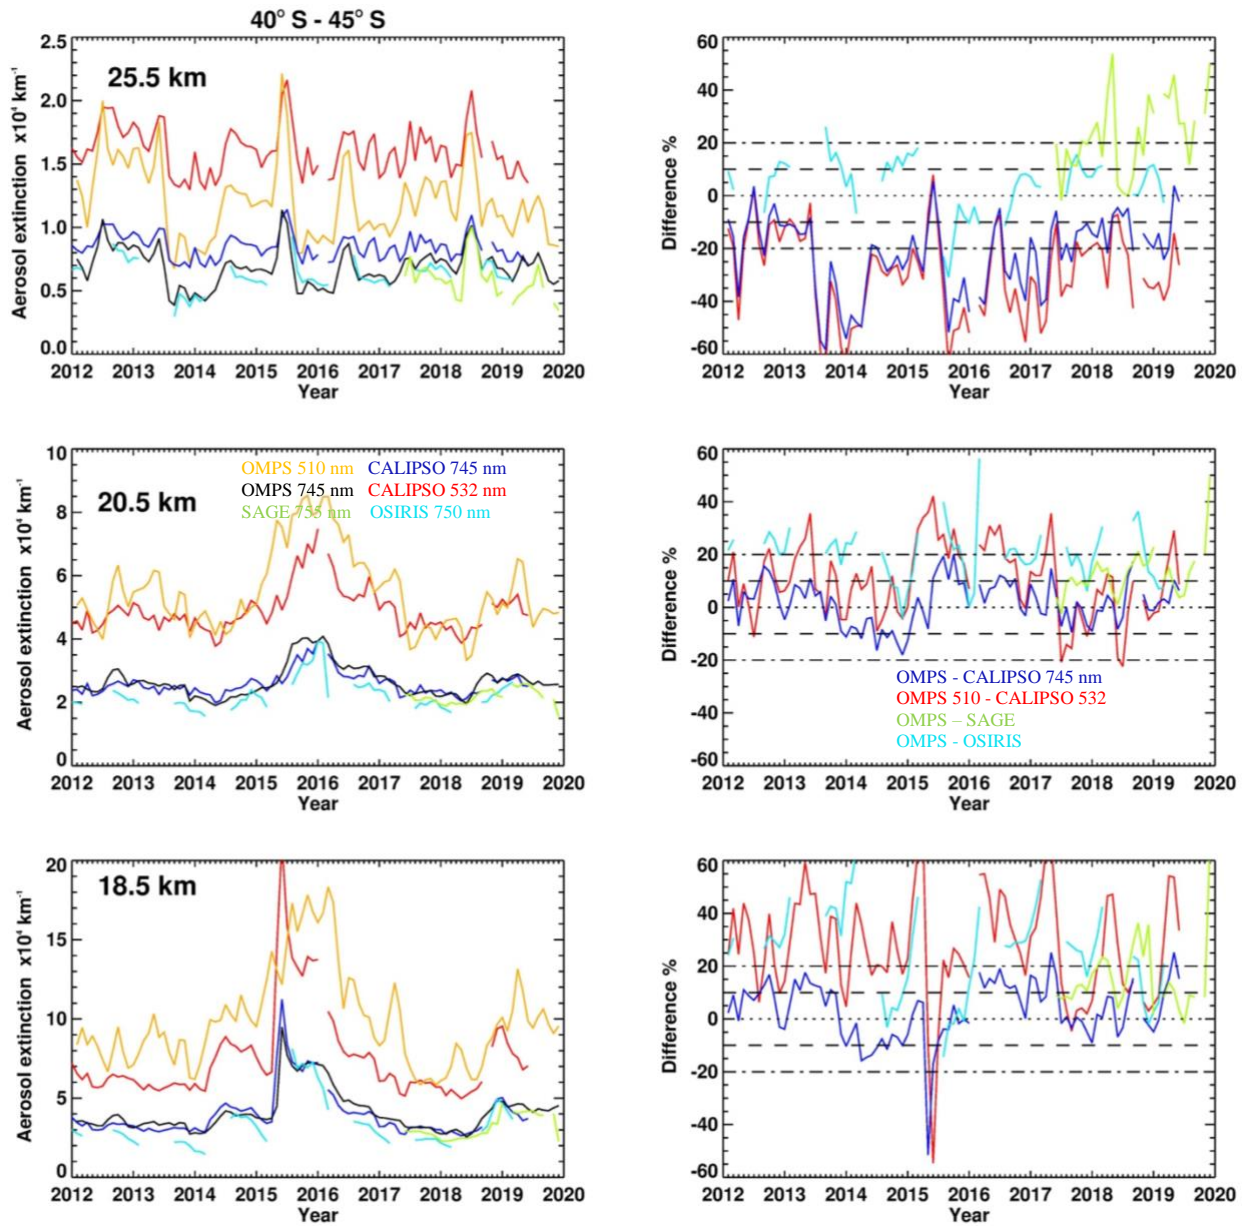 40° S - 45° S
25.5 km
Aerosol extinction x10⁴ km⁻¹
2.5
2.0
1.5
1.0
0.5
0.0
2012 2013 2014 2015 2016 2017 2018 2019 2020
Year
Difference %
60
40
20
0
-20
-40
-60
2012 2013 2014 2015 2016 2017 2018 2019 2020
Year
20.5 km
OMPS 510 nm CALIPSO 745 nm
OMPS 745 nm CALIPSO 532 nm
SAGE 755 nm OSIRIS 750 nm
Aerosol extinction x10⁴ km⁻¹
10
8
6
4
2
0
2012 2013 2014 2015 2016 2017 2018 2019 2020
Year
Difference %
60
40
20
0
-20
-40
-60
OMPS - CALIPSO 745 nm
OMPS 510 - CALIPSO 532
OMPS – SAGE
OMPS - OSIRIS
2012 2013 2014 2015 2016 2017 2018 2019 2020
Year
18.5 km
Aerosol extinction x10⁴ km⁻¹
20
15
10
5
0
2012 2013 2014 2015 2016 2017 2018 2019 2020
Year
Difference %
60
40
20
0
-20
-40
-60
2012 2013 2014 2015 2016 2017 2018 2019 2020
Year